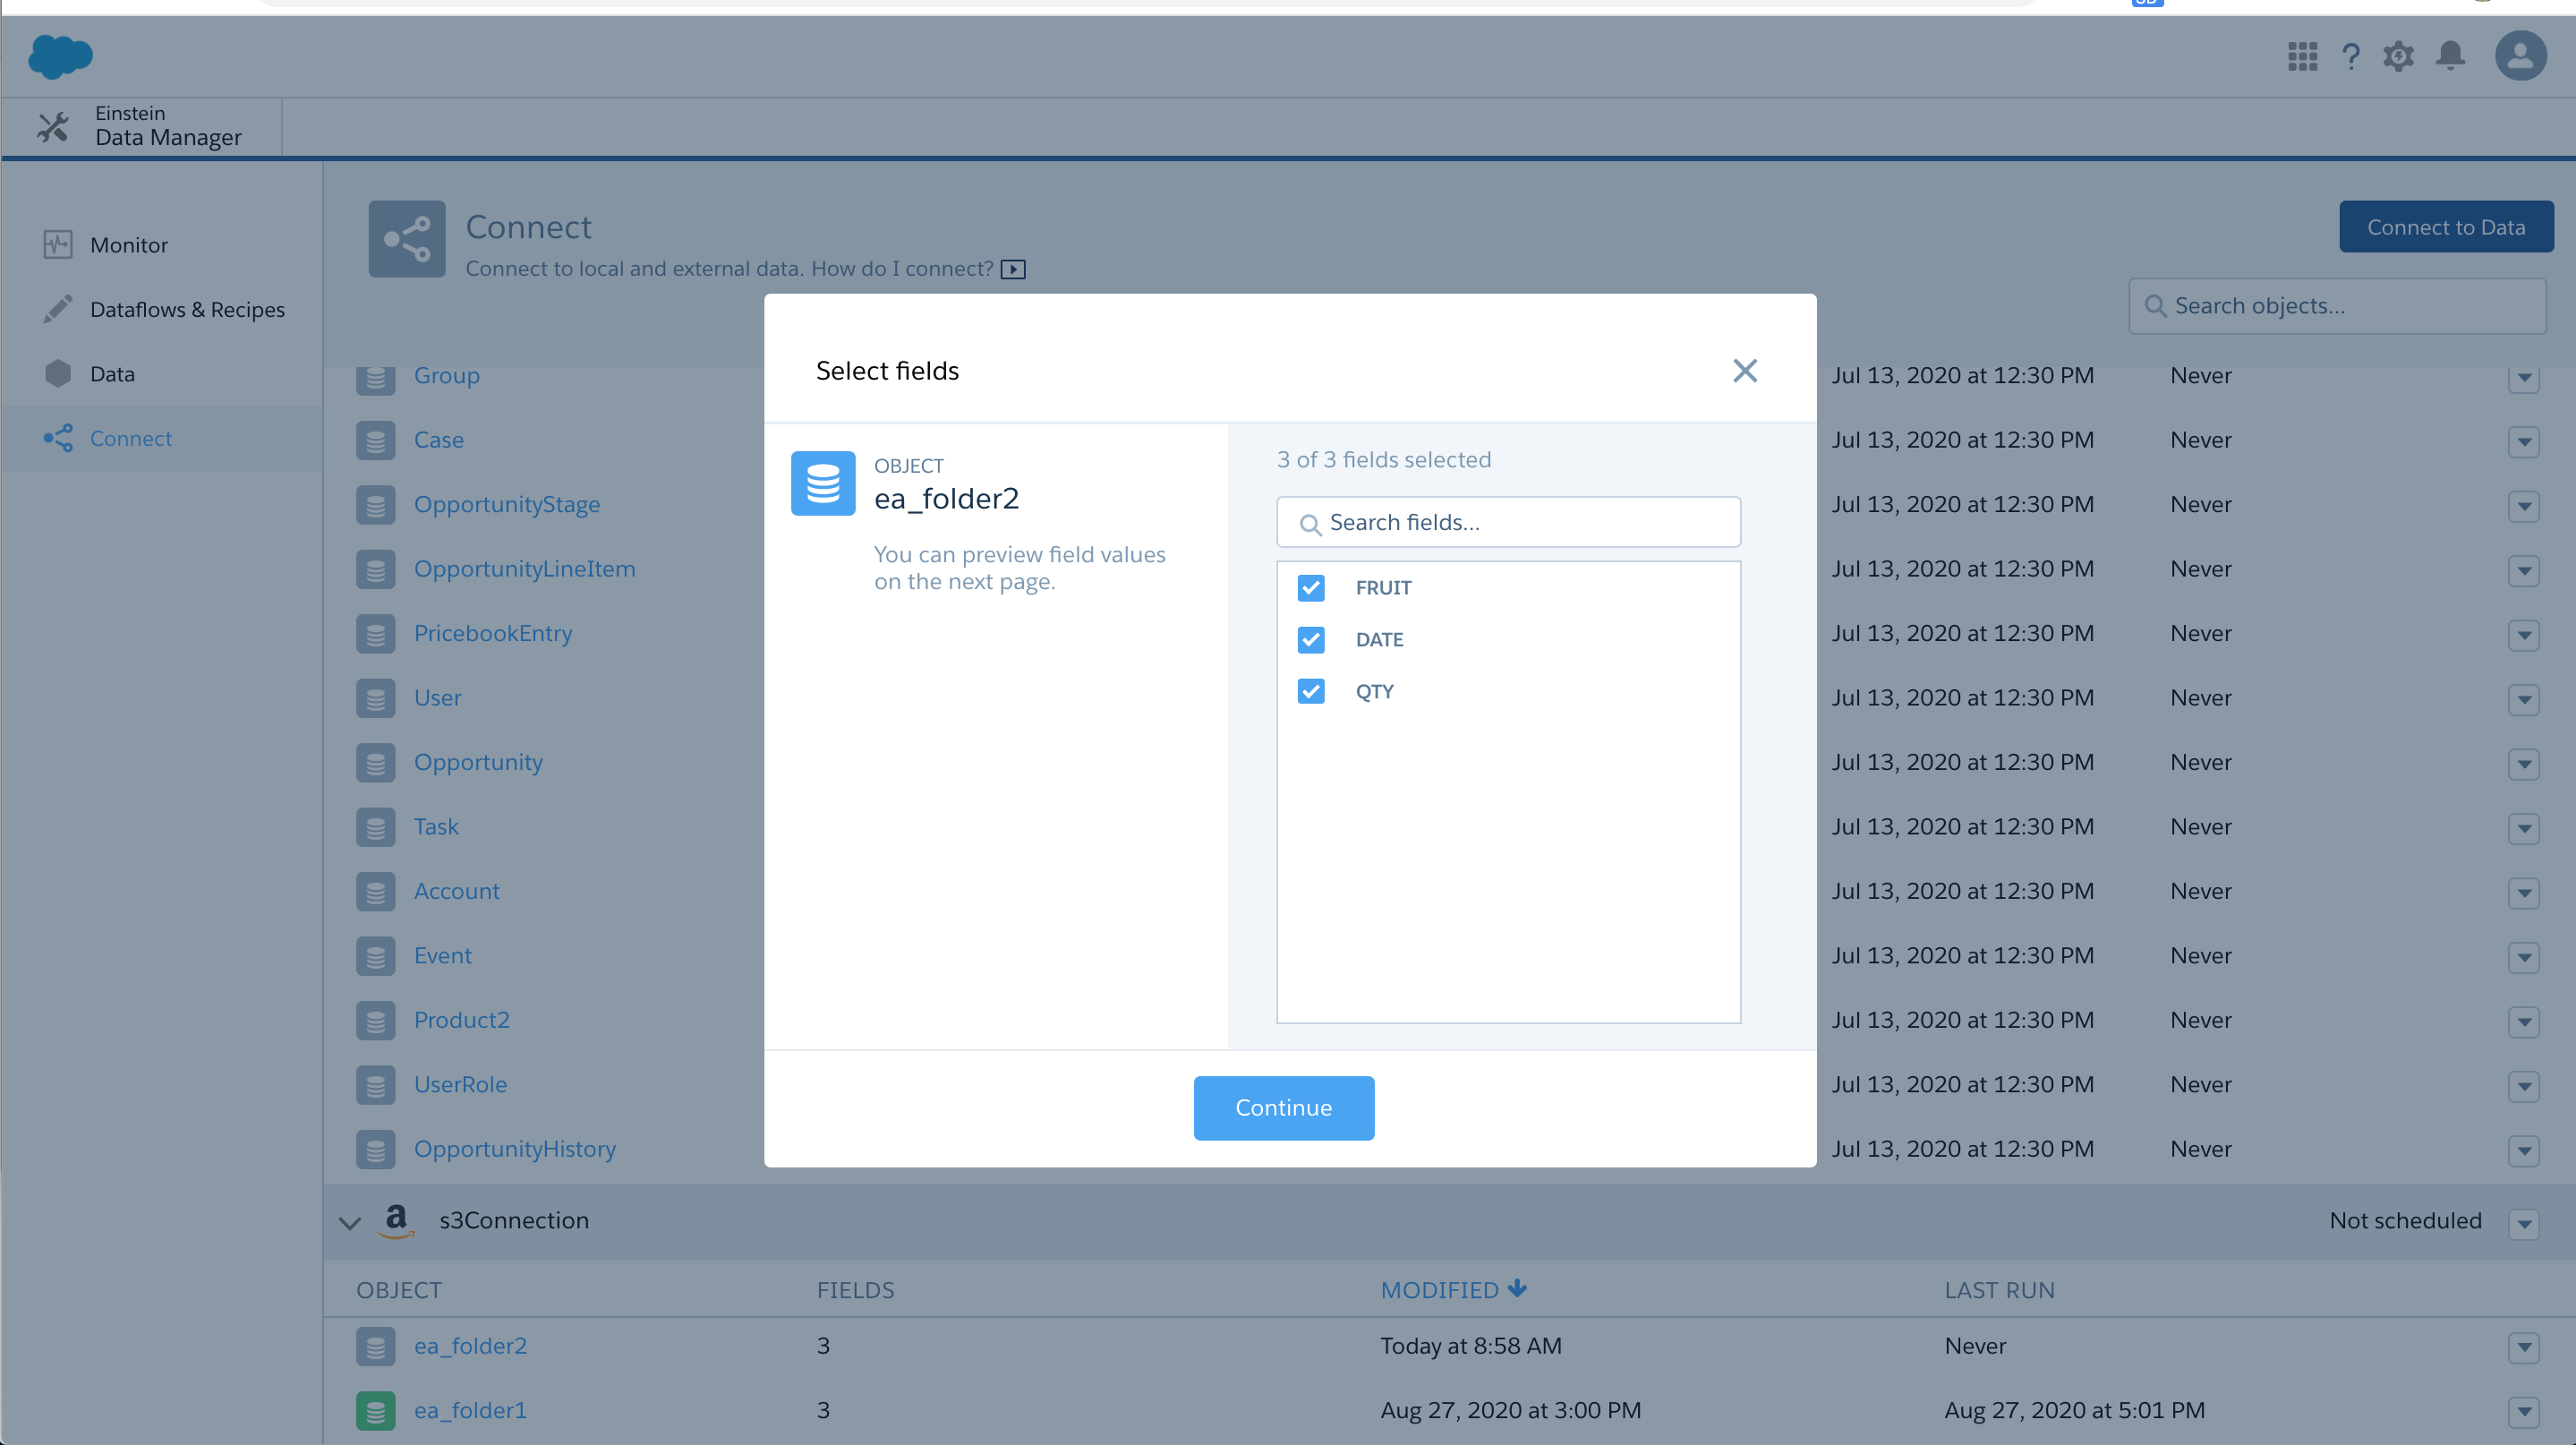 Einstein
Data Manager
Monitor
Dataflows & Recipes
Data
Connect
Connect
Connect to local and external data. How do I connect?
Connect to Data
Search objects...
Group Jul 13, 2020 at 12:30 PM Never
Case Jul 13, 2020 at 12:30 PM Never
OpportunityStage Jul 13, 2020 at 12:30 PM Never
OpportunityLineItem Jul 13, 2020 at 12:30 PM Never
PricebookEntry Jul 13, 2020 at 12:30 PM Never
User Jul 13, 2020 at 12:30 PM Never
Opportunity Jul 13, 2020 at 12:30 PM Never
Task Jul 13, 2020 at 12:30 PM Never
Account Jul 13, 2020 at 12:30 PM Never
Event Jul 13, 2020 at 12:30 PM Never
Product2 Jul 13, 2020 at 12:30 PM Never
UserRole Jul 13, 2020 at 12:30 PM Never
OpportunityHistory Jul 13, 2020 at 12:30 PM Never
Select fields
OBJECT
ea_folder2
You can preview field values
on the next page.
3 of 3 fields selected
Search fields...
FRUIT
DATE
QTY
Continue
a s3Connection Not scheduled
OBJECT FIELDS MODIFIED LAST RUN
ea_folder2 3 Today at 8:58 AM Never
ea_folder1 3 Aug 27, 2020 at 3:00 PM Aug 27, 2020 at 5:01 PM